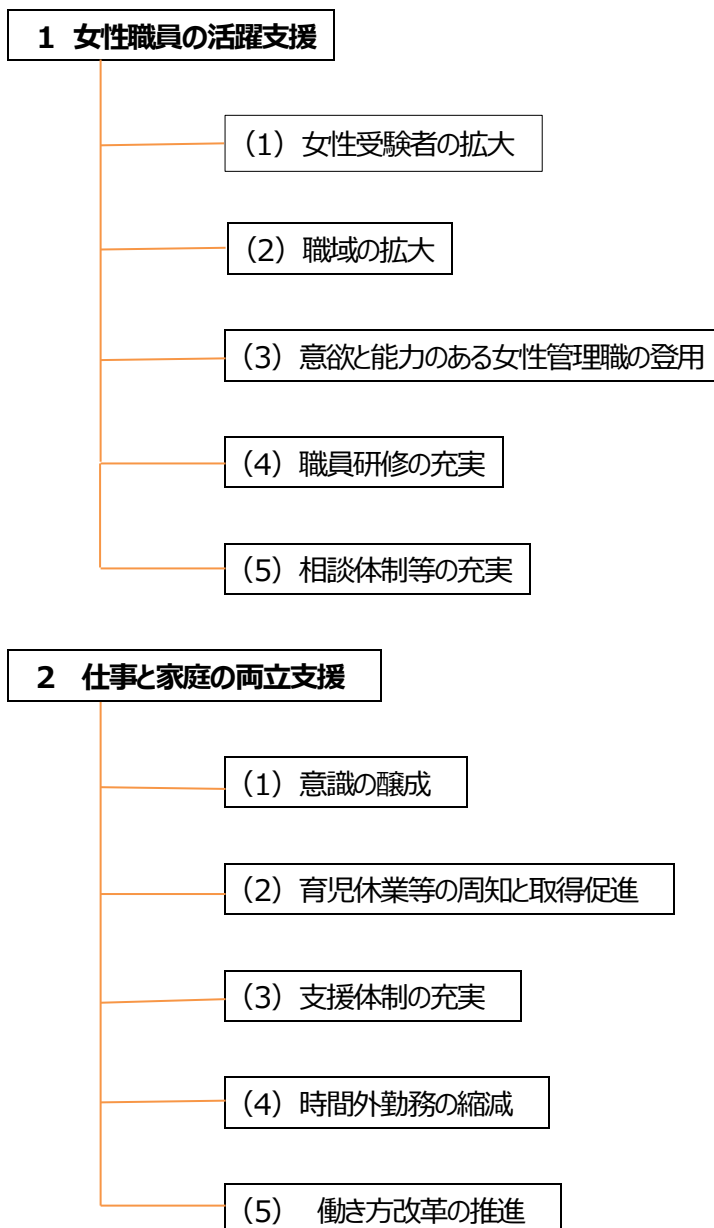 1 女性職員の活躍支援
（1）女性受験者の拡大
（2）職域の拡大
（3）意欲と能力のある女性管理職の登用
（4）職員研修の充実
（5）相談体制等の充実
2　仕事と家庭の両立支援
（1）意識の醸成
（2）育児休業等の周知と取得促進
（3）支援体制の充実
（4）時間外勤務の縮減
（5）　働き方改革の推進